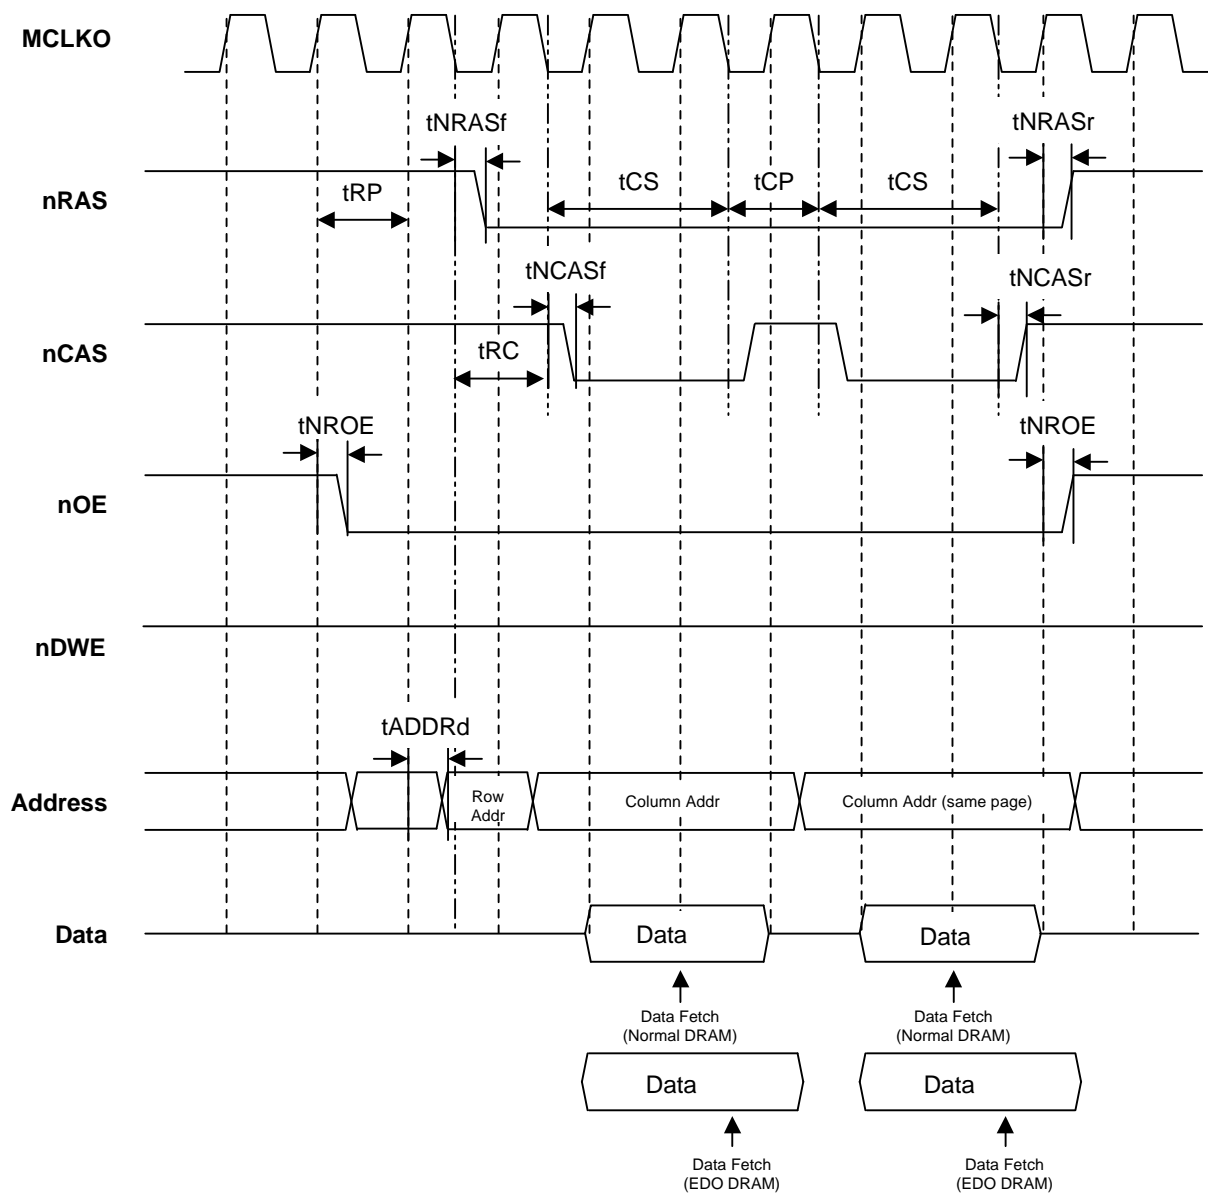 MCLKO
tNRASf
tNRASr
nRAS
tRP
tCS
tCP
tCS
tNCASf
tNCASr
nCAS
tRC
tNROE
tNROE
nOE
nDWE
tADDRd
Address
Row
Addr
Column Addr
Column Addr (same page)
Data
Data
Data
Data Fetch
(Normal DRAM)
Data Fetch
(Normal DRAM)
Data
Data
Data Fetch
(EDO DRAM)
Data Fetch
(EDO DRAM)